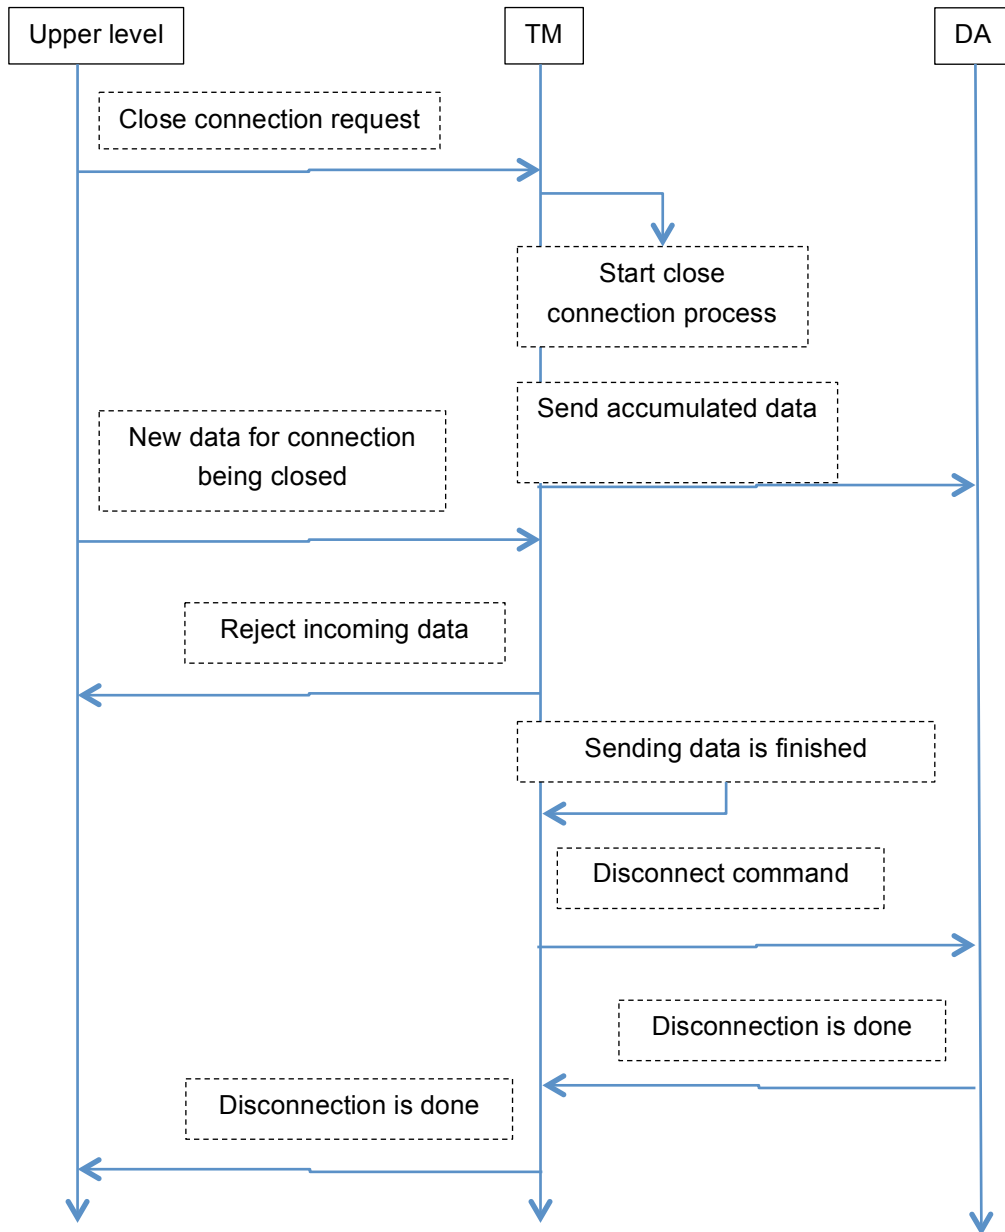 Upper level
TM
DA
Close connection request
Start close
connection process
Send accumulated data
New data for connection
being closed
Reject incoming data
Sending data is finished
Disconnect command
Disconnection is done
Disconnection is done